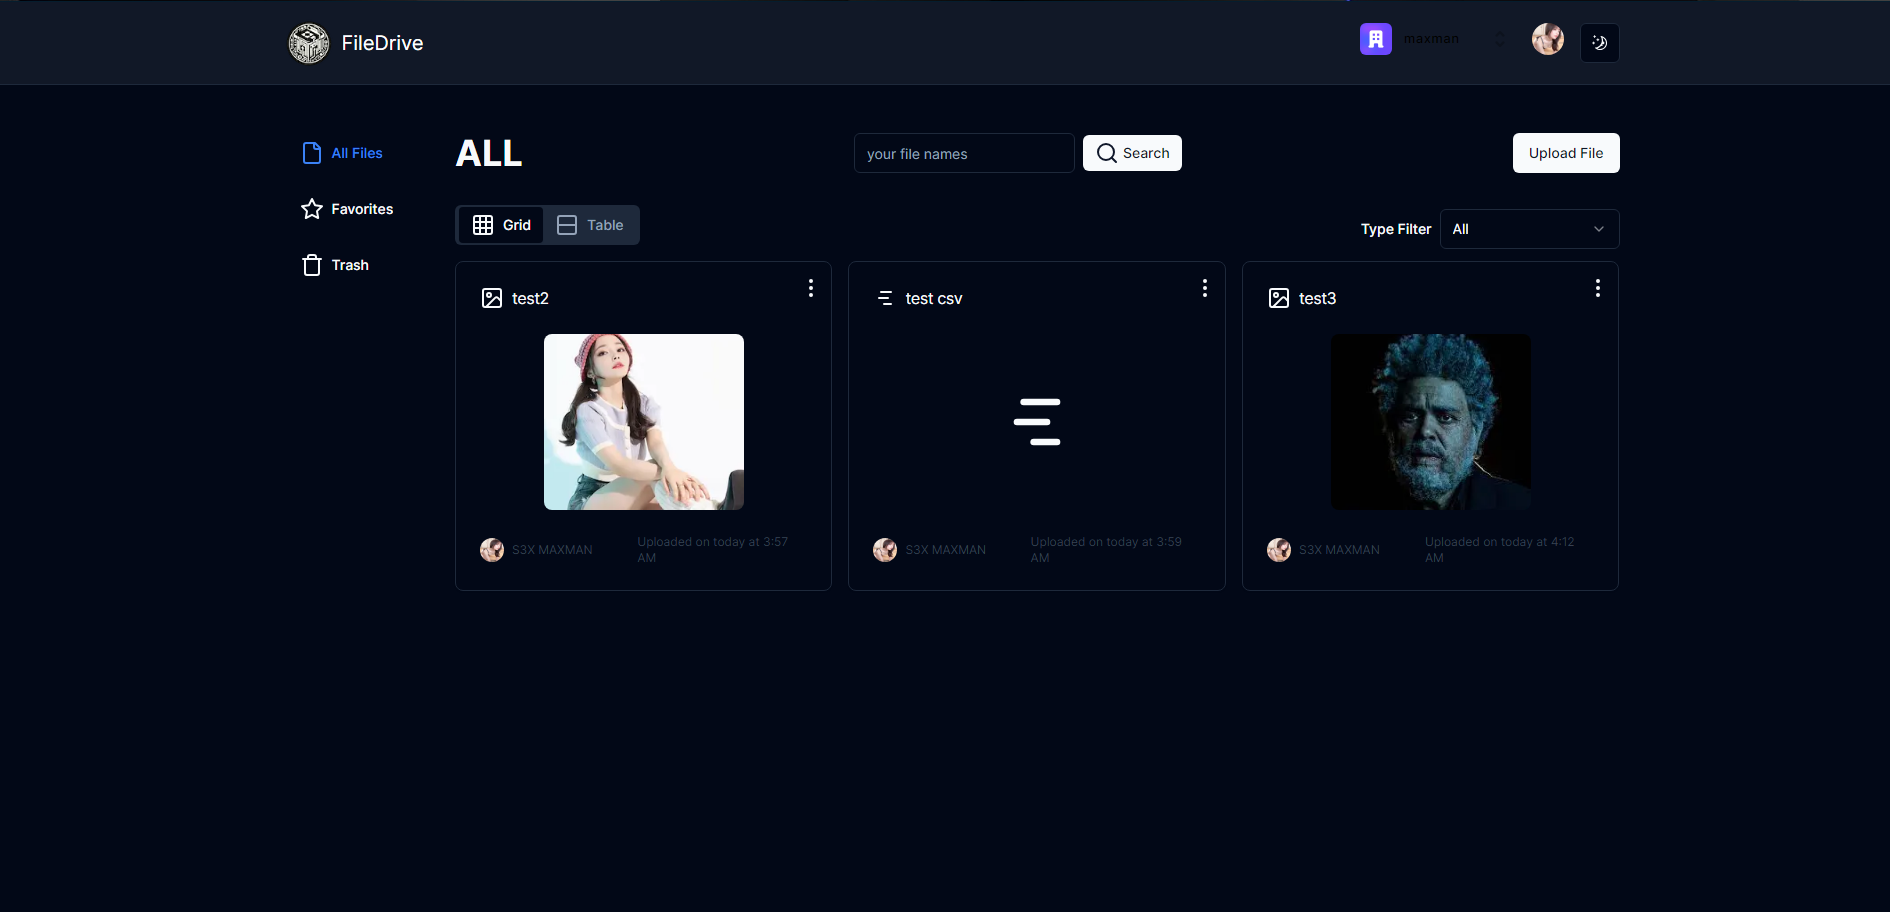 FileDrive
maxman
All Files
Favorites
Trash
ALL
your file names
Search
Upload File
Grid
Table
Type Filter
All
test2
S3X MAXMAN
Uploaded on today at 3:57
AM
test csv
S3X MAXMAN
Uploaded on today at 3:59
AM
test3
S3X MAXMAN
Uploaded on today at 4:12
AM